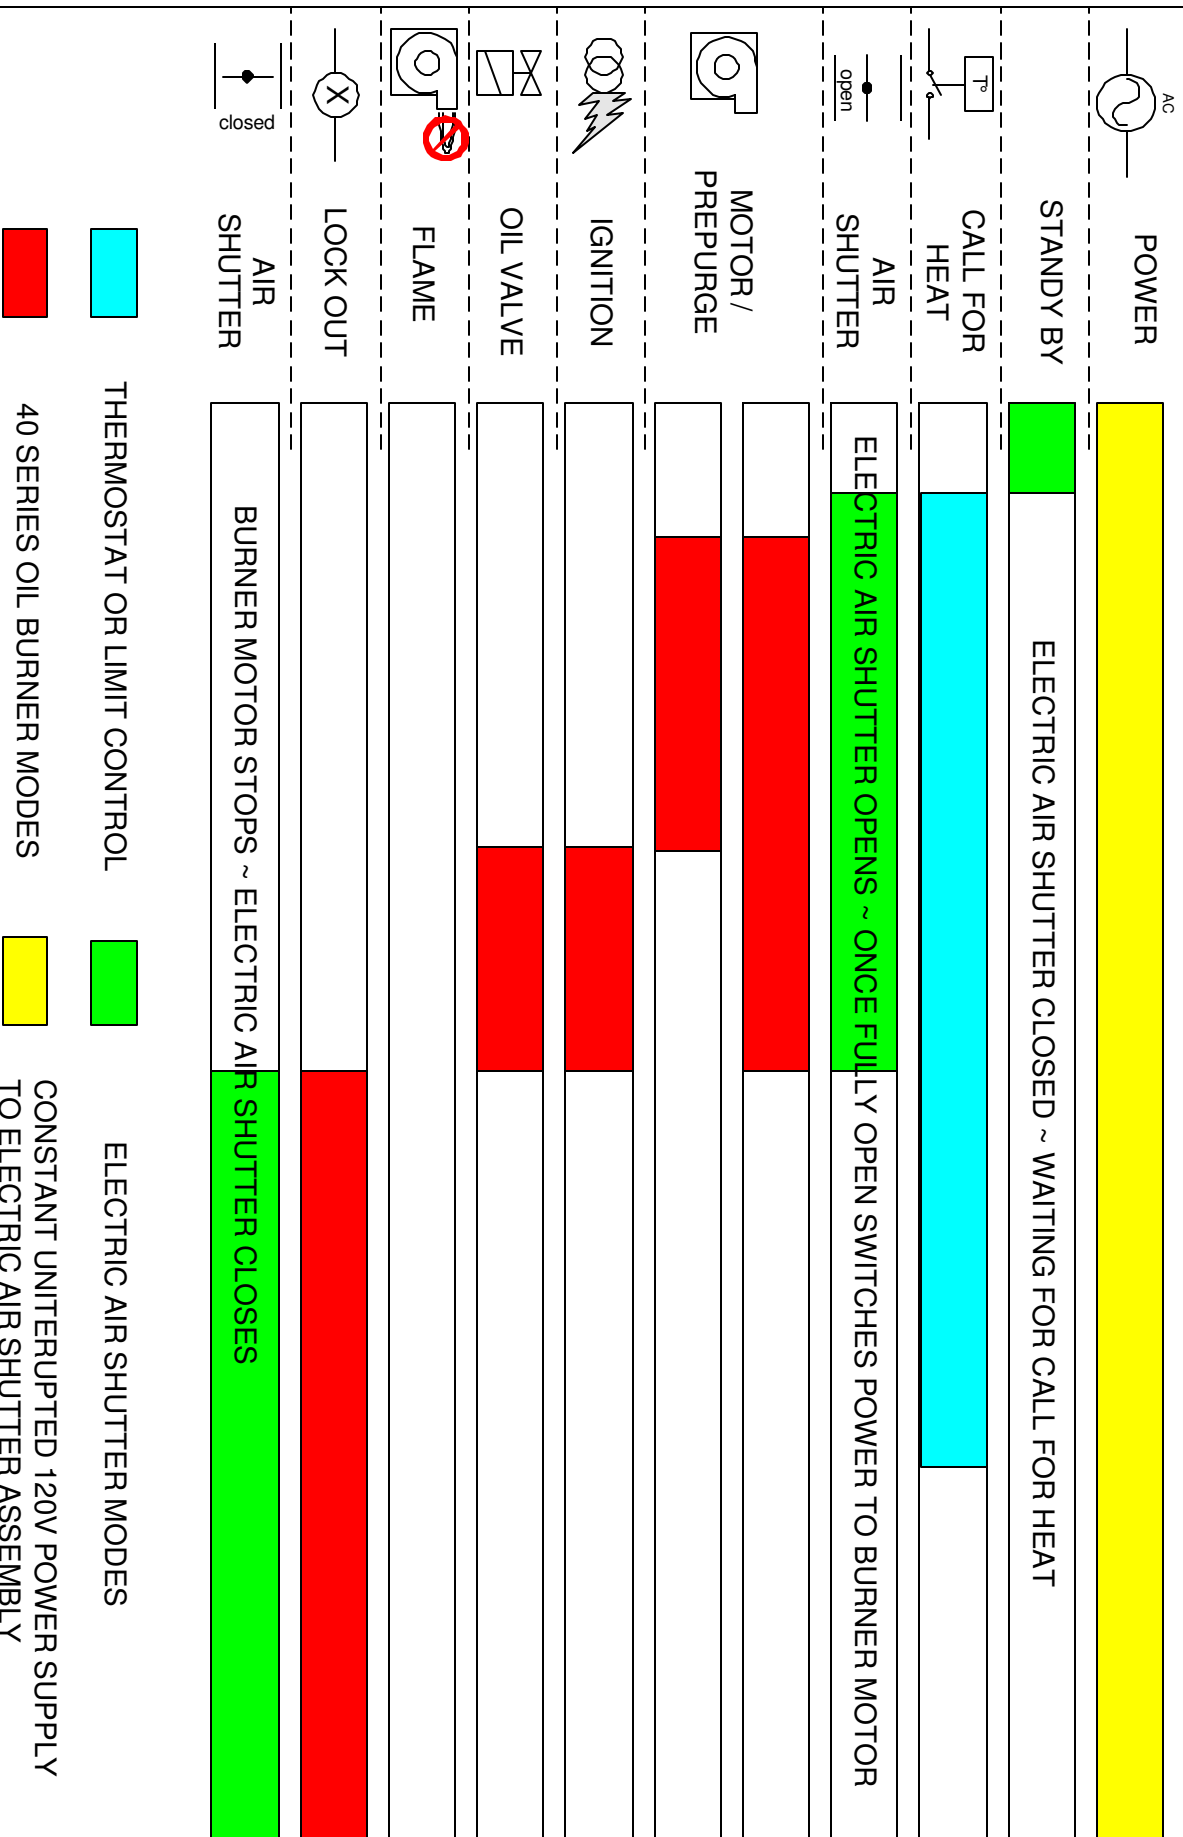 AC
POWER
STANDY BY
ELECTRIC AIR SHUTTER CLOSED ~ WAITING FOR CALL FOR HEAT
T°
CALL FOR
HEAT
open
AIR
SHUTTER
ELECTRIC AIR SHUTTER OPENS ~ ONCE FULLY OPEN SWITCHES POWER TO BURNER MOTOR
MOTOR /
PREPURGE
IGNITION
OIL VALVE
FLAME
X
LOCK OUT
closed
AIR
SHUTTER
BURNER MOTOR STOPS ~ ELECTRIC AIR SHUTTER CLOSES
THERMOSTAT OR LIMIT CONTROL
ELECTRIC AIR SHUTTER MODES
40 SERIES OIL BURNER MODES
CONSTANT UNITERUPTED 120V POWER SUPPLY
TO ELECTRIC AIR SHUTTER ASSEMBLY